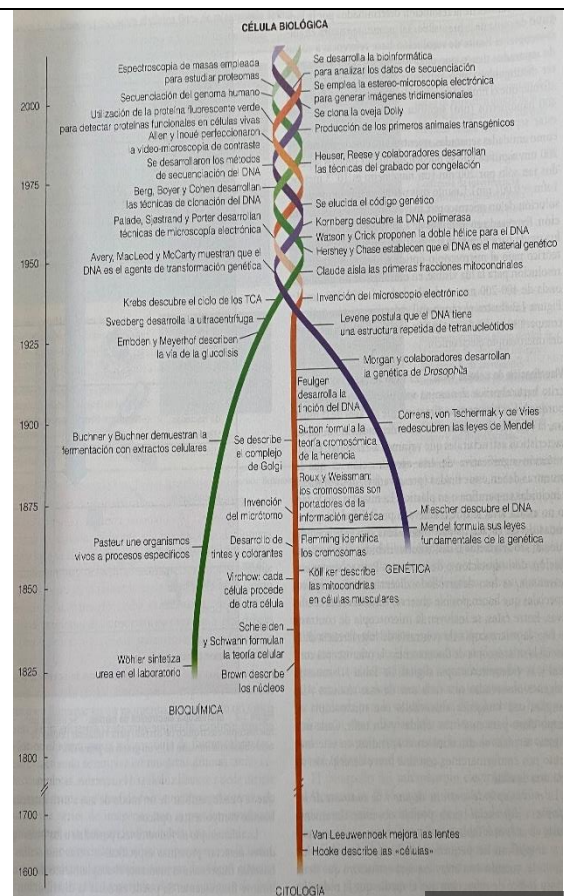 CÉLULA BIOLÓGICA
Espectroscopia de masas empleada
para estudiar proteomas
Secuenciación del genoma humano
Utilización de la proteína fluorescente verde
para detectar proteínas funcionales en células vivas
Allen y Inoué perfeccionaron
la video-microscopia de contraste
Se desarrollaron los métodos
de secuenciación del DNA
Berg, Boyer y Cohen desarrollan
las técnicas de clonación del DNA
Palade, Sjøstrand y Porter desarrollan
técnicas de microscopía electrónica
Avery, MacLeod y McCarty muestran que el
DNA es el agente de transformación genética
Krebs descubre el ciclo de los TCA
Svedberg desarrolla la ultracentrífuga
Embden y Meyerhof describen
la vía de la glucolisis
Buchner y Buchner demuestran la
fermentación con extractos celulares
Pasteur une organismos
vivos a procesos específicos
Wöhler sintetiza
urea en el laboratorio
BIOQUÍMICA
Se desarrolla la bioinformática
para analizar los datos de secuenciación
Se emplea la estereo-microscopia electrónica
para generar imágenes tridimensionales
Se clona la oveja Dolly
Producción de los primeros animales transgénicos
Heuser, Reese y colaboradores desarrollan
las técnicas del grabado por congelación
Se elucida el código genético
Kornberg descubre la DNA polimerasa
Watson y Crick proponen la doble hélice para el DNA
Hershey y Chase establecen que el DNA es el material genético
Claude aisla las primeras fracciones mitocondriales
Invención del microscopio electrónico
Levene postula que el DNA tiene
una estructura repetida de tetranucleótidos
Morgan y colaboradores desarrollan
la genética de Drosophila
Correns, von Tschermak y de Vries
redescubren las leyes de Mendel
Miescher descubre el DNA
Mendel formula sus leyes
fundamentales de la genética
GENÉTICA
Feulgen
desarrolla la
tinción del DNA
Sutton formula la
teoría cromosómica
de la herencia
Roux y Weissman:
los cromosomas son
portadores de la
información genética
Flemming identifica
los cromosomas
Kölliker describe
las mitocondrias
en células musculares
Se describe
el complejo
de Golgi
Invención
del micrótomo
Desarrollo de
tintes y colorantes
Virchow: cada
célula procede
de otra célula
Schleiden
y Schwann formulan
la teoría celular
Brown describe
los núcleos
Van Leeuwenhoek mejora las lentes
Hooke describe las «células»
CITOLOGÍA
2000
1975
1950
1925
1900
1875
1850
1825
1800
1700
1600